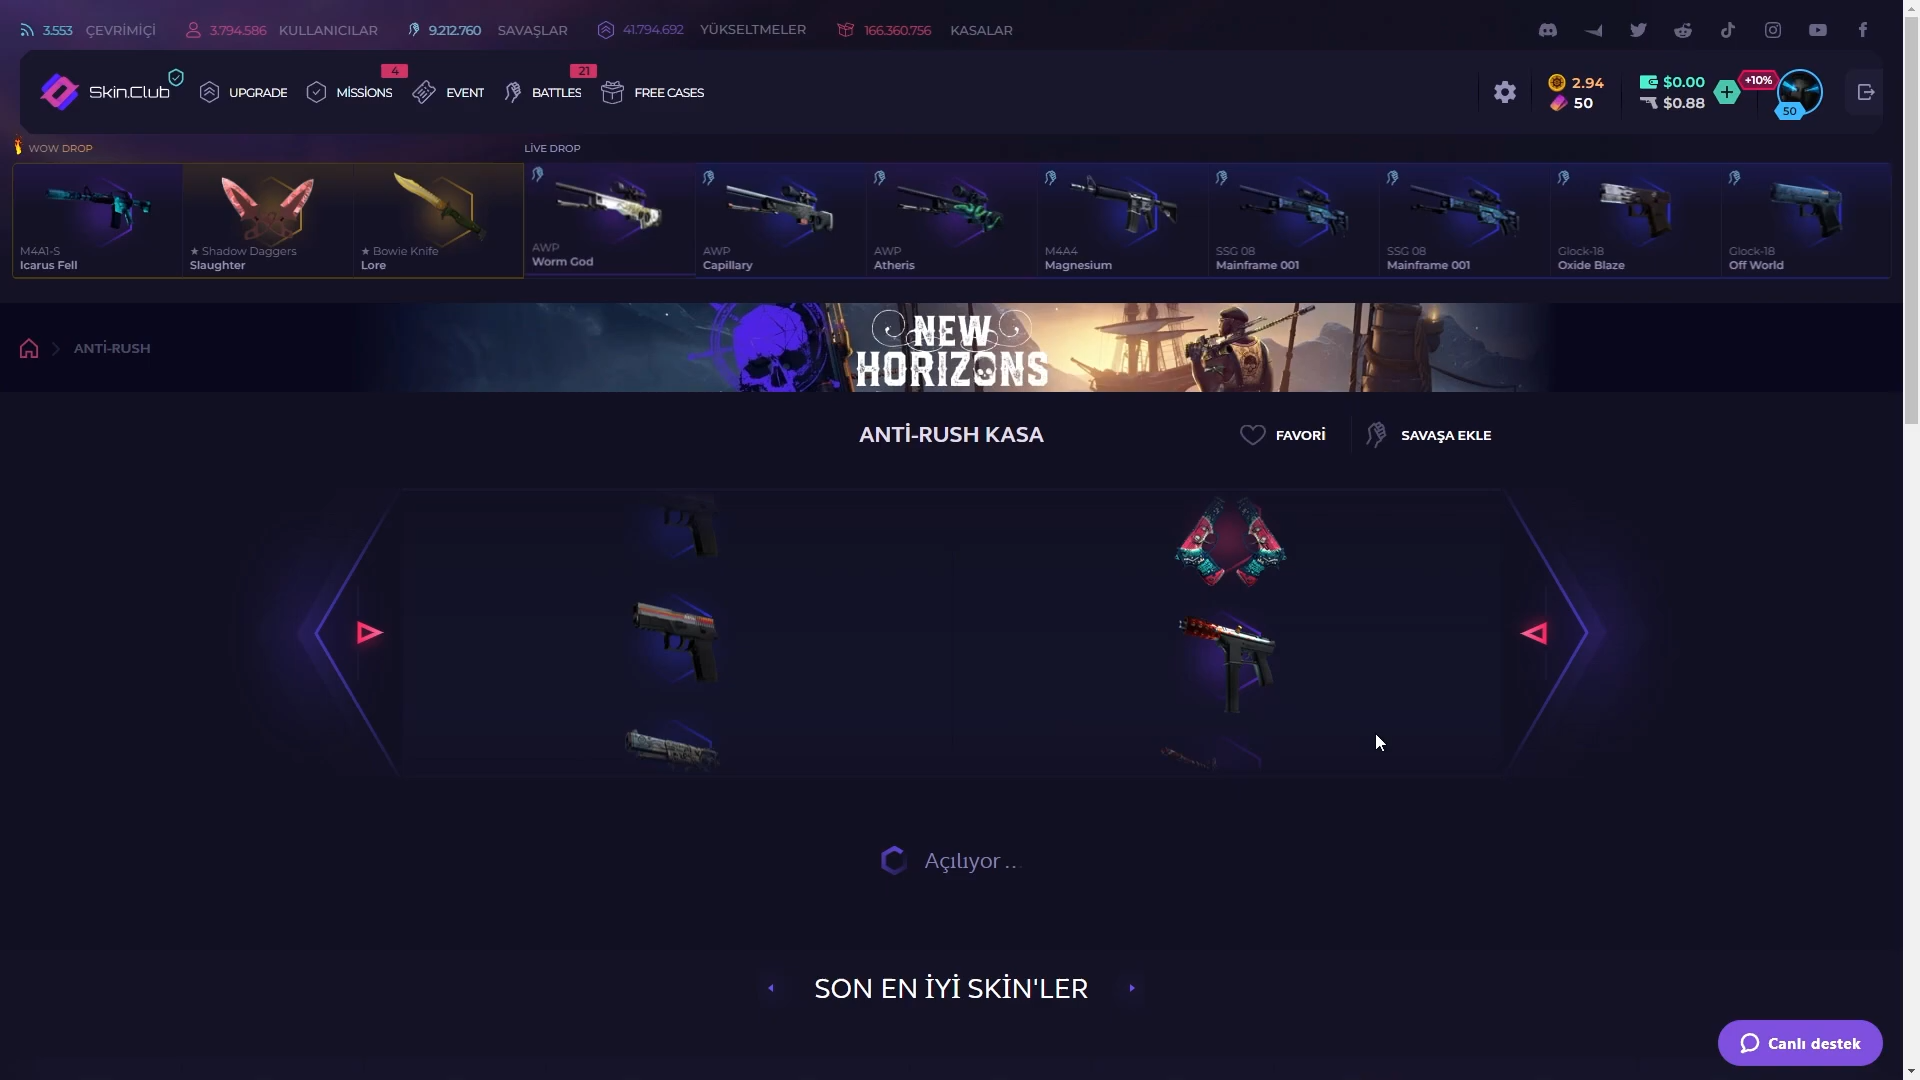 3.553 ÇEVRİMİÇİ 3.794.586 KULLANICILAR 9.212.760 SAVAŞLAR 41.794.692 YÜKSELTMELER 166.360.756 KASALAR
Skin.Club UPGRADE MİSSİONS 4 EVENT BATTLES 21 FREE CASES
2.94 $0.00 +10%
50 $0.88 50
WOW DROP LİVE DROP
M4A1-S
Icarus Fell
★ Shadow Daggers
Slaughter
★ Bowie Knife
Lore
AWP
Worm God
AWP
Capillary
AWP
Atheris
M4A4
Magnesium
SSG 08
Mainframe 001
SSG 08
Mainframe 001
Glock-18
Oxide Blaze
Glock-18
Off World
ANTİ-RUSH
NEW
HORIZONS
ANTİ-RUSH KASA FAVORİ SAVAŞA EKLE
Açılıyor ..
SON EN İYİ SKİN'LER
Canlı destek